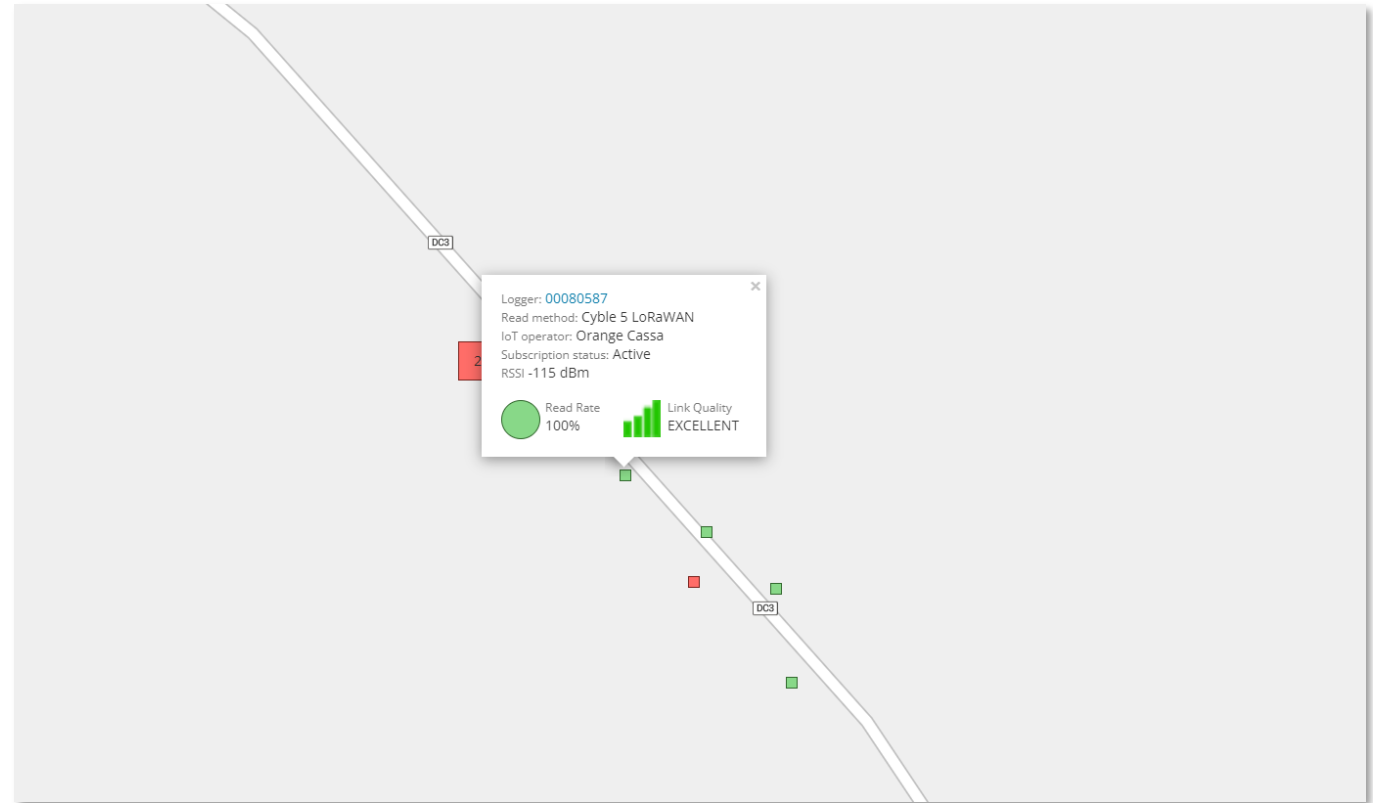 DC3
Logger: 00080587
Read method: Cyble 5 LoRaWAN
IoT operator: Orange Cassa
Subscription status: Active
RSSI -115 dBm
2
Read Rate
100%
Link Quality
EXCELLENT
DC3